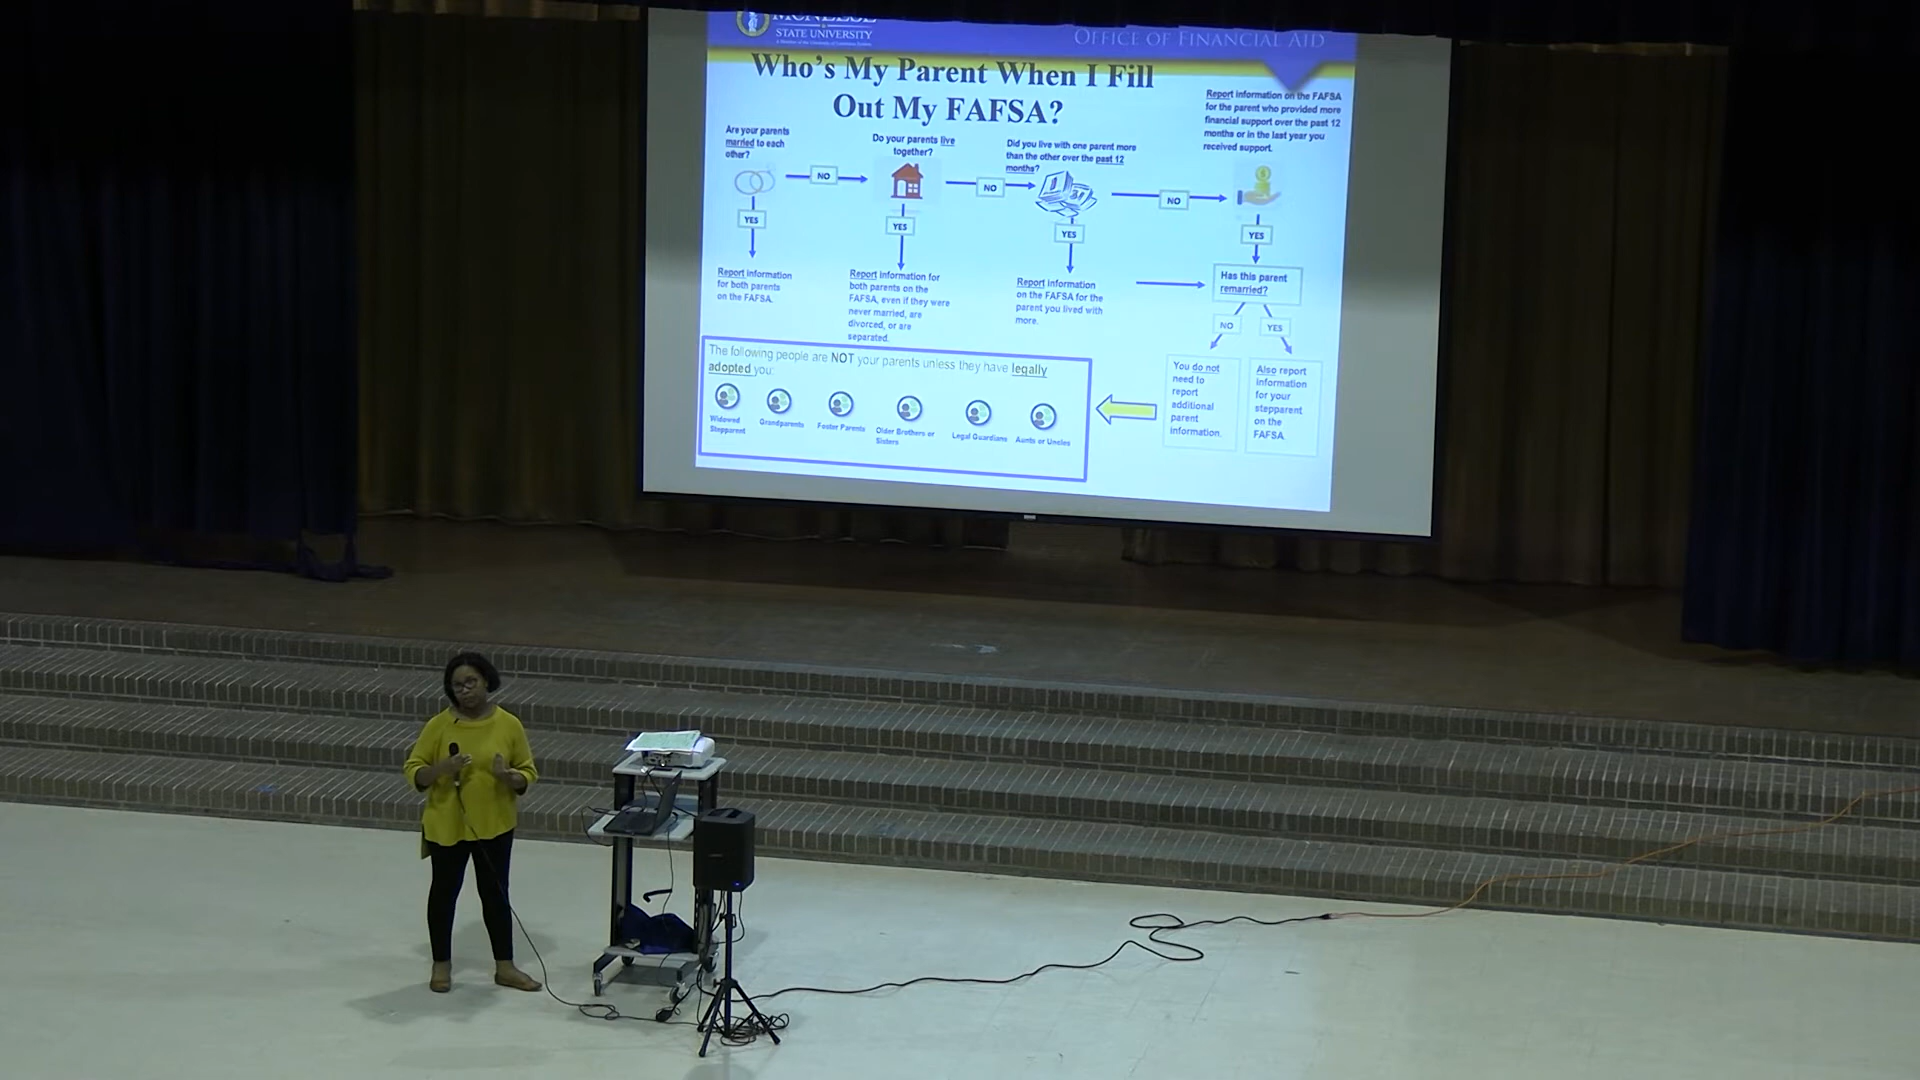 MCNEESE
STATE UNIVERSITY
OFFICE OF FINANCIAL AID
Who's My Parent When I Fill
Out My FAFSA?
Are your parents
married to each
other?
NO
YES
Report information
for both parents
on the FAFSA.
Do your parents live
together?
NO
YES
Report information for
both parents on the
FAFSA, even if they were
never married, are
divorced, or are
separated.
Did you live with one parent more
than the other over the past 12
months?
NO
YES
Report information
on the FAFSA for the
parent you lived with
more.
Report information on the FAFSA
for the parent who provided more
financial support over the past 12
months or in the last year you
received support.
YES
Has this parent
remarried?
NO
YES
You do not
need to
report
additional
parent
information.
Also report
information
for your
stepparent
on the
FAFSA.
The following people are NOT your parents unless they have legally
adopted you:
Widowed
Stepparent
Grandparents
Foster Parents
Older Brothers or
Sisters
Legal Guardians
Aunts or Uncles